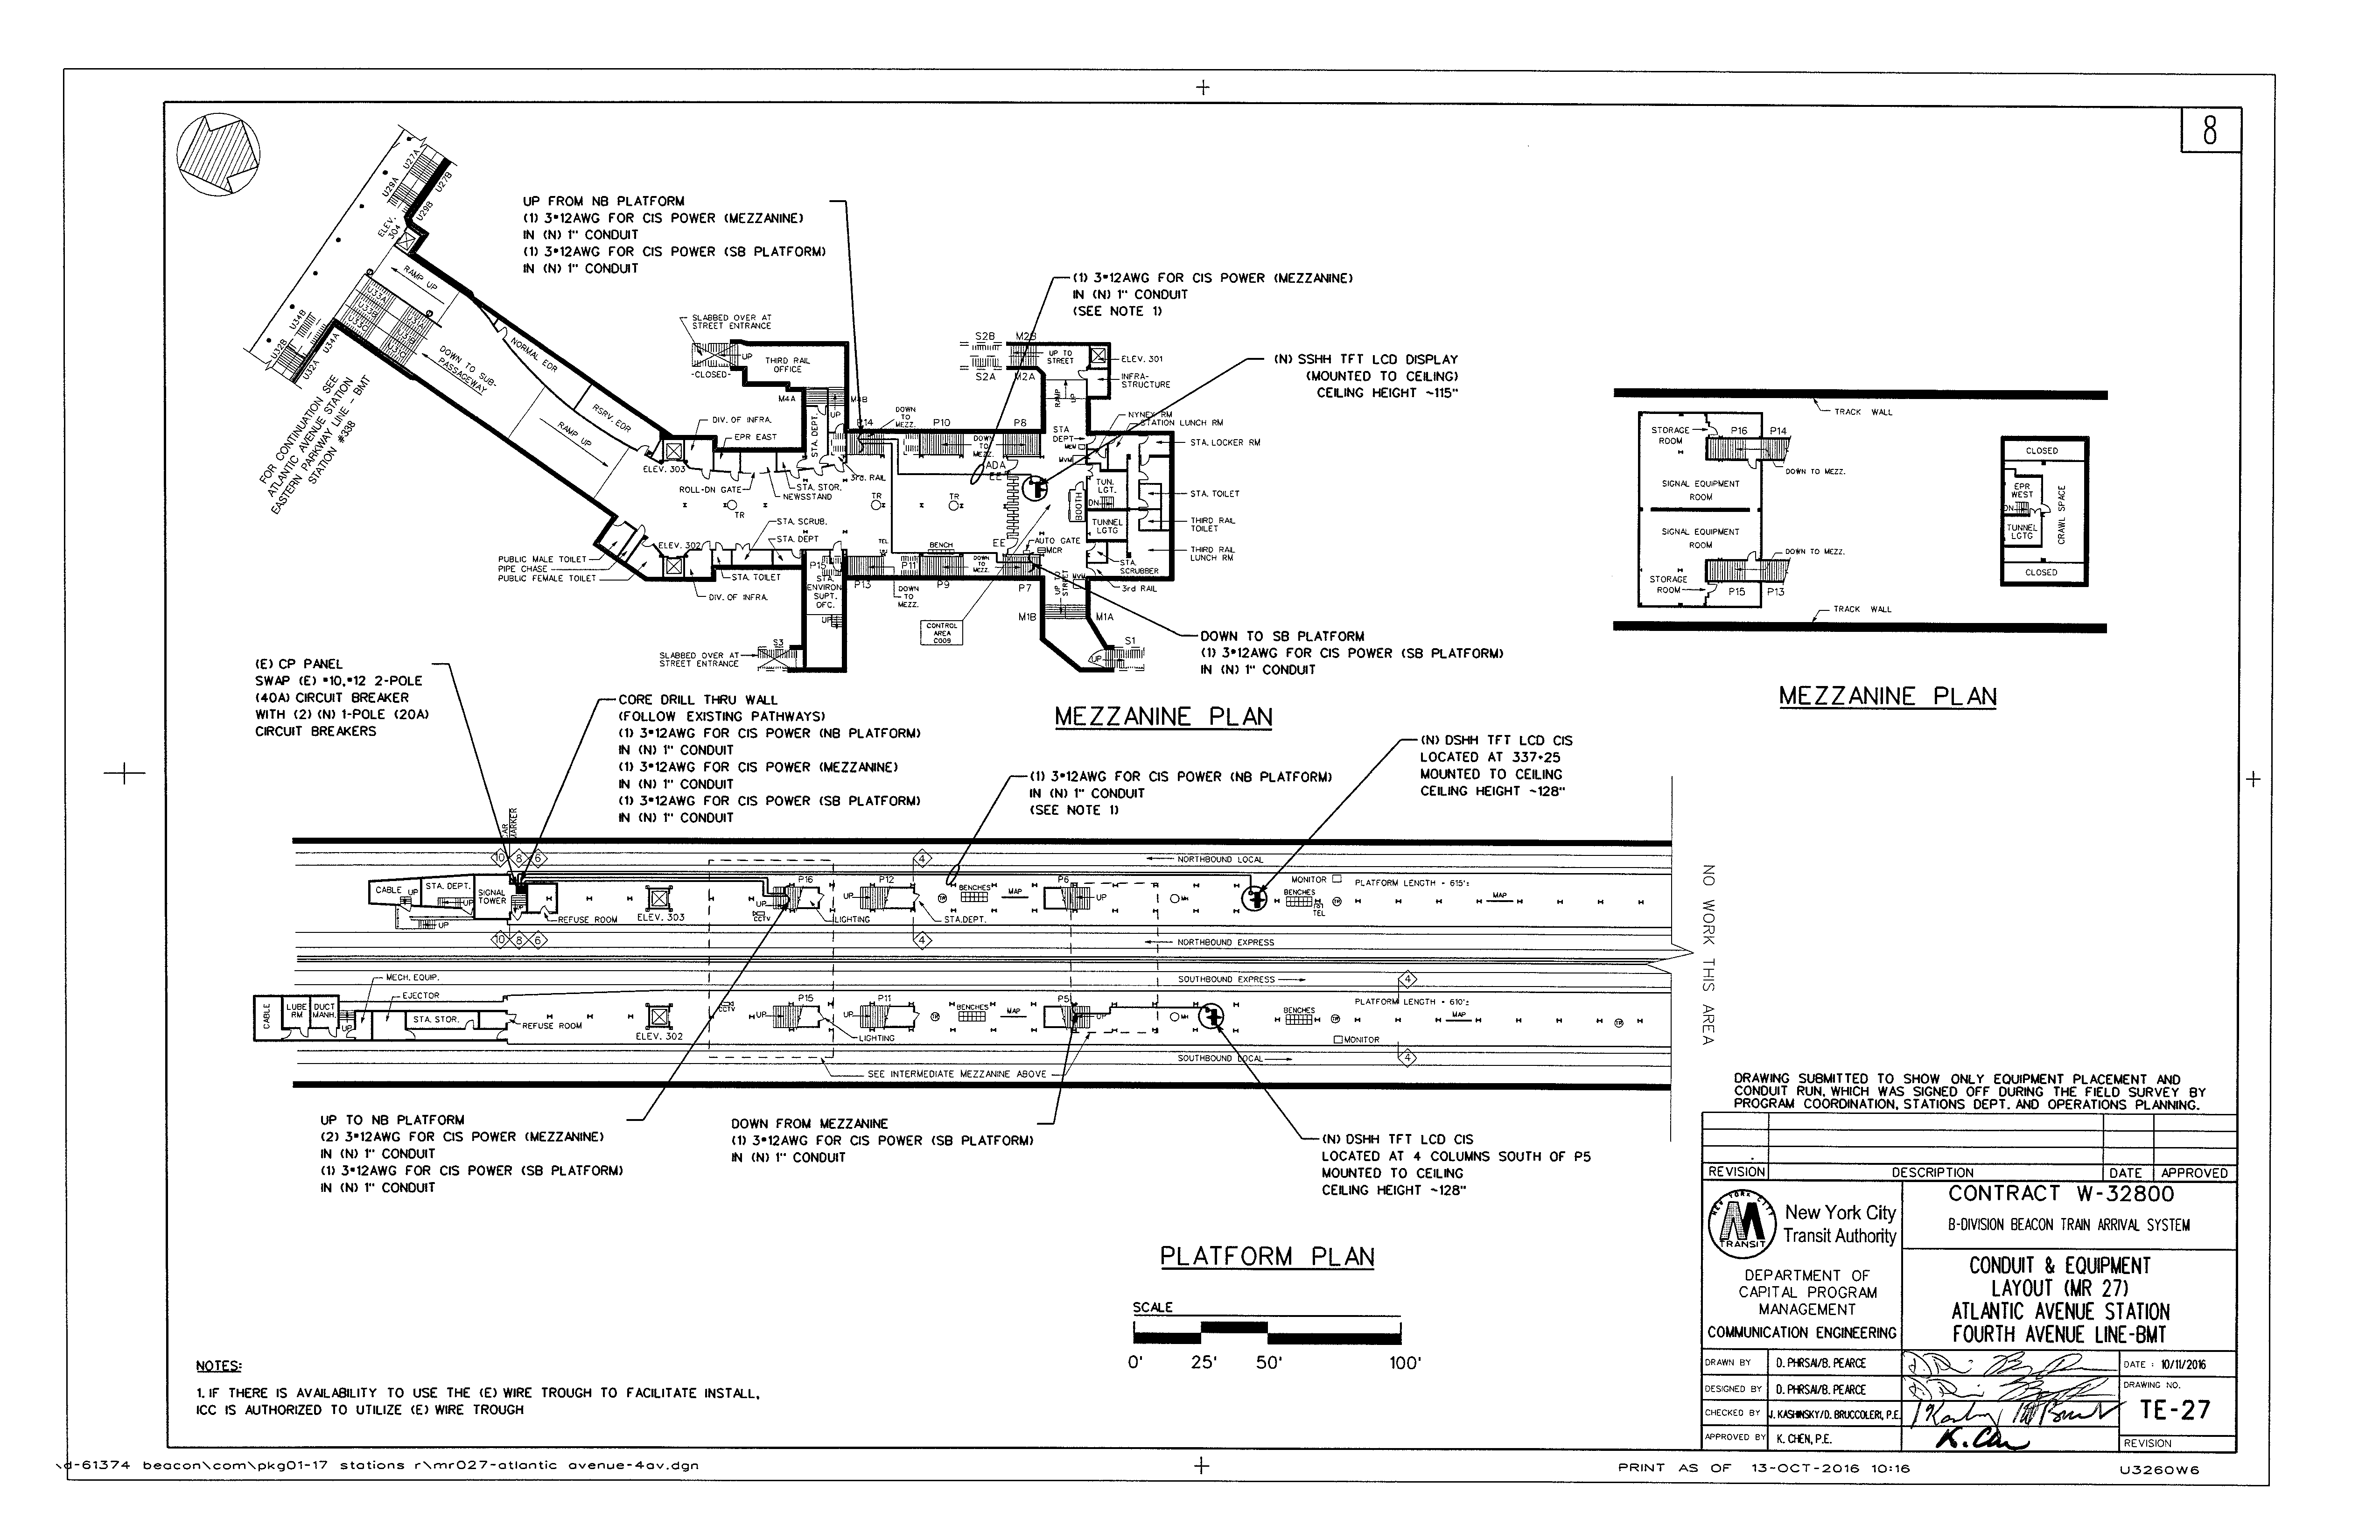 8
UP FROM NB PLATFORM
(1) 3#12AWG FOR CIS POWER (MEZZANINE)
IN (N) 1" CONDUIT
(1) 3#12AWG FOR CIS POWER (SB PLATFORM)
IN (N) 1" CONDUIT
(1) 3#12AWG FOR CIS POWER (MEZZANINE)
IN (N) 1" CONDUIT
(SEE NOTE 1)
(N) SSHH TFT LCD DISPLAY
(MOUNTED TO CEILING)
CEILING HEIGHT ~115"
U27A
U27B
U29A
U29B
ELEV.
304
RAMP UP
U33A
U33B
U33C
U31A
U31B
U31C
U34B
U34A
U32B
U32A
DOWN TO SUB-
PASSAGEWAY
NORMAL EDR
RSRV. EDR
RAMP UP
FOR CONTINUATION SEE
ATLANTIC AVENUE STATION
EASTERN PARKWAY LINE - BMT
STATION #338
SLABBED OVER AT
STREET ENTRANCE
UP
-CLOSED-
THIRD RAIL
OFFICE
M4A
M4B
UP
STA. DEPT.
DIV. OF INFRA.
EPR EAST
ELEV. 303
ROLL-DN GATE
STA. STOR.
NEWSSTAND
3rd. RAIL
P14
DOWN
TO
MEZZ.
P10
DOWN
TO
MEZZ.
P8
ADA
EE
S2B
M2B
S2A
M2A
UP TO
STREET
ELEV. 301
INFRA-
STRUCTURE
RAMP
UP
NYNEX RM
STATION LUNCH RM
STA
DEPT
MEM
MVM
STA. LOCKER RM
TUN.
LGT.
DN
BOOTH
STA. TOILET
TUNNEL
LGTG
THIRD RAIL
TOILET
THIRD RAIL
LUNCH RM
TR
TR
TR
STA. SCRUB.
STA. DEPT
ELEV. 302
PUBLIC MALE TOILET
PIPE CHASE
PUBLIC FEMALE TOILET
STA. TOILET
DIV. OF INFRA.
P15
STA.
ENVIRON
SUPT.
OFC.
UP
TEL
BENCH
EE
AUTO GATE
MCR
P11
DOWN
TO
MEZZ.
P13
P9
P7
DOWN
TO
MEZZ.
UP TO
STREET
MVM
STA.
SCRUBBER
3rd RAIL
M1B
M1A
S1
UP
CONTROL
AREA
C009
S3
SLABBED OVER AT
STREET ENTRANCE
DOWN TO SB PLATFORM
(1) 3#12AWG FOR CIS POWER (SB PLATFORM)
IN (N) 1" CONDUIT
MEZZANINE PLAN
TRACK WALL
STORAGE
ROOM
P16
P14
DOWN TO MEZZ.
SIGNAL EQUIPMENT
ROOM
SIGNAL EQUIPMENT
ROOM
DOWN TO MEZZ.
STORAGE
ROOM
P15
P13
TRACK WALL
CLOSED
EPR
WEST
DN
TUNNEL
LGTG
CRAWL SPACE
CLOSED
MEZZANINE PLAN
(E) CP PANEL
SWAP (E) #10,#12 2-POLE
(40A) CIRCUIT BREAKER
WITH (2) (N) 1-POLE (20A)
CIRCUIT BREAKERS
CORE DRILL THRU WALL
(FOLLOW EXISTING PATHWAYS)
(1) 3#12AWG FOR CIS POWER (NB PLATFORM)
IN (N) 1" CONDUIT
(1) 3#12AWG FOR CIS POWER (MEZZANINE)
IN (N) 1" CONDUIT
(1) 3#12AWG FOR CIS POWER (SB PLATFORM)
IN (N) 1" CONDUIT
(1) 3#12AWG FOR CIS POWER (NB PLATFORM)
IN (N) 1" CONDUIT
(SEE NOTE 1)
(N) DSHH TFT LCD CIS
LOCATED AT 337+25
MOUNTED TO CEILING
CEILING HEIGHT ~128"
CAR
MARKER
10 8 6
4
NORTHBOUND LOCAL
CABLE
UP
STA. DEPT.
UP
SIGNAL
TOWER
UP
UP
REFUSE ROOM
ELEV. 303
CCTV
UP
P16
LIGHTING
UP
P12
STA.DEPT.
BENCHES
MAP
P6
UP
MONITOR
BENCHES
TEL
PLATFORM LENGTH - 615'±
MAP
10 8 6
4
NORTHBOUND EXPRESS
NO WORK THIS AREA
SOUTHBOUND EXPRESS
4
MECH. EQUIP.
EJECTOR
CABLE
LUBE
RM
DUCT
MANH.
UP
STA. STOR.
REFUSE ROOM
ELEV. 302
CCTV
UP
P15
UP
P11
LIGHTING
BENCHES
MAP
P5
UP
BENCHES
MONITOR
PLATFORM LENGTH - 610'±
MAP
SOUTHBOUND LOCAL
4
SEE INTERMEDIATE MEZZANINE ABOVE
UP TO NB PLATFORM
(2) 3#12AWG FOR CIS POWER (MEZZANINE)
IN (N) 1" CONDUIT
(1) 3#12AWG FOR CIS POWER (SB PLATFORM)
IN (N) 1" CONDUIT
DOWN FROM MEZZANINE
(1) 3#12AWG FOR CIS POWER (SB PLATFORM)
IN (N) 1" CONDUIT
(N) DSHH TFT LCD CIS
LOCATED AT 4 COLUMNS SOUTH OF P5
MOUNTED TO CEILING
CEILING HEIGHT ~128"
PLATFORM PLAN
SCALE
0' 25' 50' 100'
NOTES:
1. IF THERE IS AVAILABILITY TO USE THE (E) WIRE TROUGH TO FACILITATE INSTALL,
ICC IS AUTHORIZED TO UTILIZE (E) WIRE TROUGH
DRAWING SUBMITTED TO SHOW ONLY EQUIPMENT PLACEMENT AND
CONDUIT RUN, WHICH WAS SIGNED OFF DURING THE FIELD SURVEY BY
PROGRAM COORDINATION, STATIONS DEPT. AND OPERATIONS PLANNING.
REVISION DESCRIPTION DATE APPROVED
NEW YORK CITY
TRANSIT
New York City
Transit Authority
DEPARTMENT OF
CAPITAL PROGRAM
MANAGEMENT
COMMUNICATION ENGINEERING
CONTRACT W-32800
B-DIVISION BEACON TRAIN ARRIVAL SYSTEM
CONDUIT & EQUIPMENT
LAYOUT (MR 27)
ATLANTIC AVENUE STATION
FOURTH AVENUE LINE-BMT
DRAWN BY D. PHRSAI/B. PEARCE
DESIGNED BY D. PHRSAI/B. PEARCE
CHECKED BY J. KASHINSKY/D. BRUCCOLERI, P.E.
APPROVED BY K. CHEN, P.E.
K. Chen
DATE : 10/11/2016
DRAWING NO.
TE-27
REVISION
\d-61374 beacon\com\pkg01-17 stations r\mr027-atlantic avenue-4av.dgn
PRINT AS OF 13-OCT-2016 10:16
U3260W6